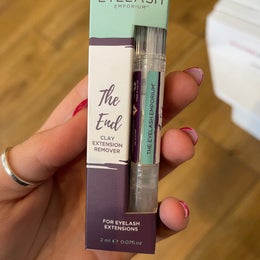 EYELASH
EMPORIUM®
The
End
CLAY
EXTENSION
REMOVER
FOR EYELASH
EXTENSIONS
2 ml ℮ 0.07fl.oz
THE EYELASH EMPORIUM®